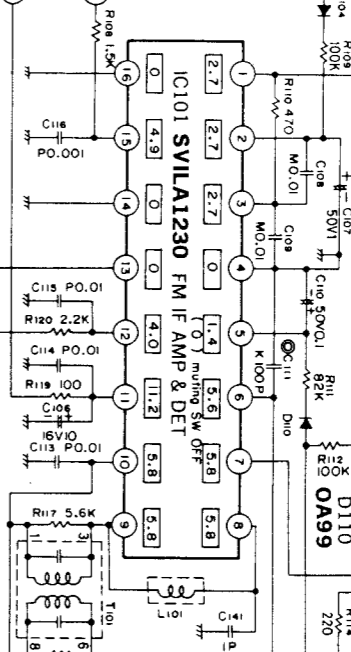 104
R109
100K
R108 1.5K
16
0
2.7
1
R110 470
C116
P0.001
15
4.9
2.7
2
C108
M0.01
C107
50V1
14
0
2.7
3
C109
M0.01
13
0
0
4
C110 50V0.1
C115 P0.01
R120 2.2K
12
4.0
1.4
5
(0) muting SW OFF
C111
K100P
R111
82K
C114 P0.01
R119 100
11
11.2
5.6
6
C106
16V10
D110
C113 P0.01
10
5.8
5.8
7
R112
100K
D110
OA99
R117 5.6K
9
5.8
5.8
8
IC101 SVILA1230 FM IF AMP & DET
1
3
T101
8
6
L101
C141
1P
R114
220